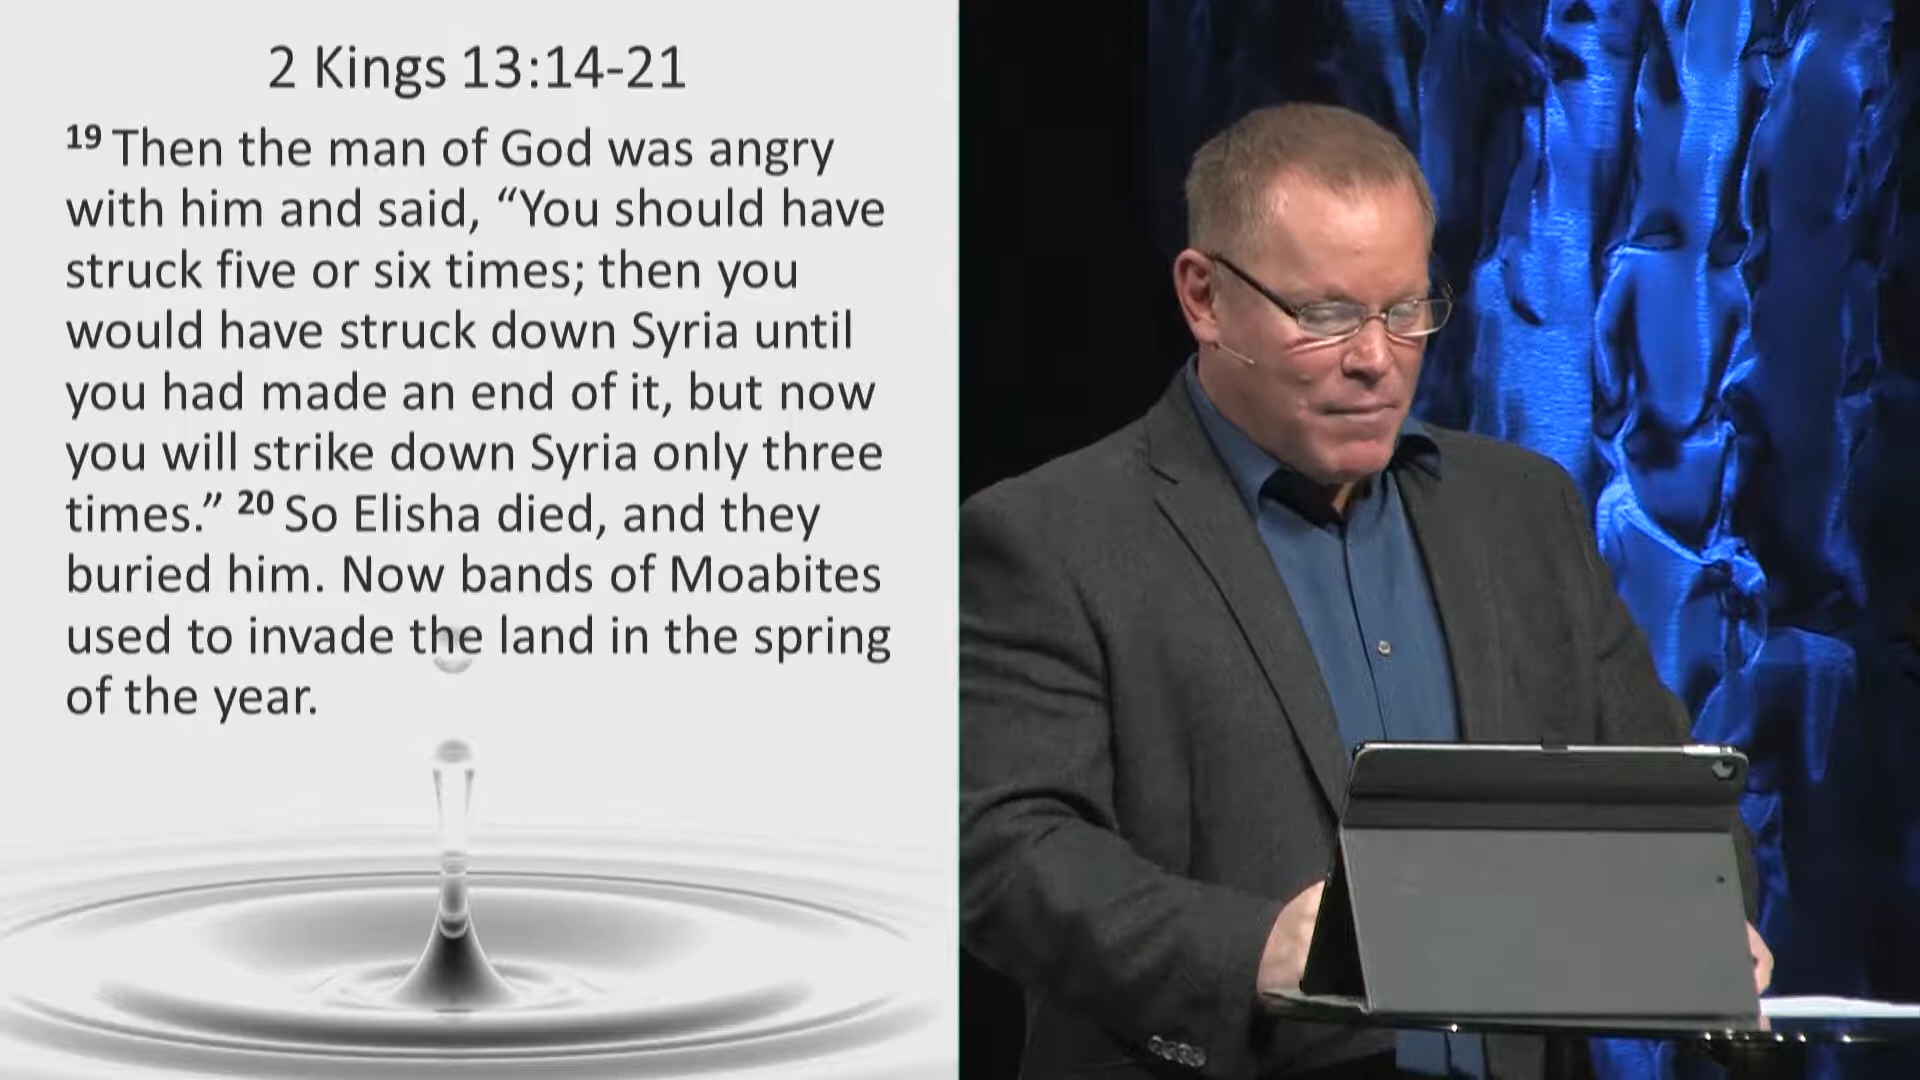 2 Kings 13:14-21
19 Then the man of God was angry
with him and said, “You should have
struck five or six times; then you
would have struck down Syria until
you had made an end of it, but now
you will strike down Syria only three
times.” 20 So Elisha died, and they
buried him. Now bands of Moabites
used to invade the land in the spring
of the year.